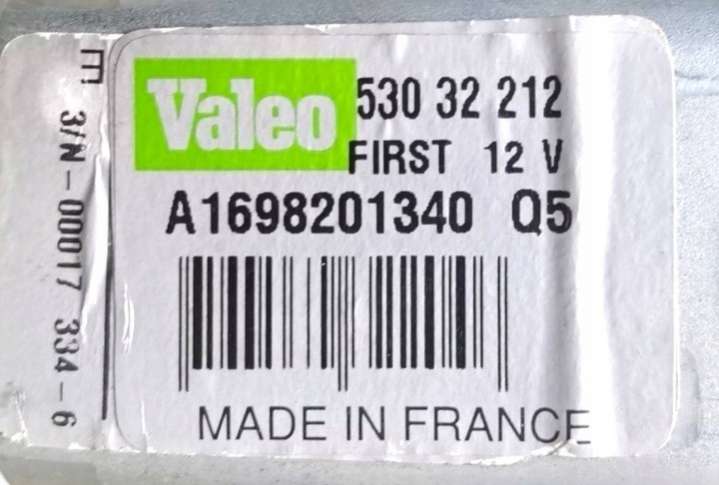 Valeo 530 32 212
FIRST 12 V
A1698201340 Q5
MADE IN FRANCE
E
3/N-00017 334-6